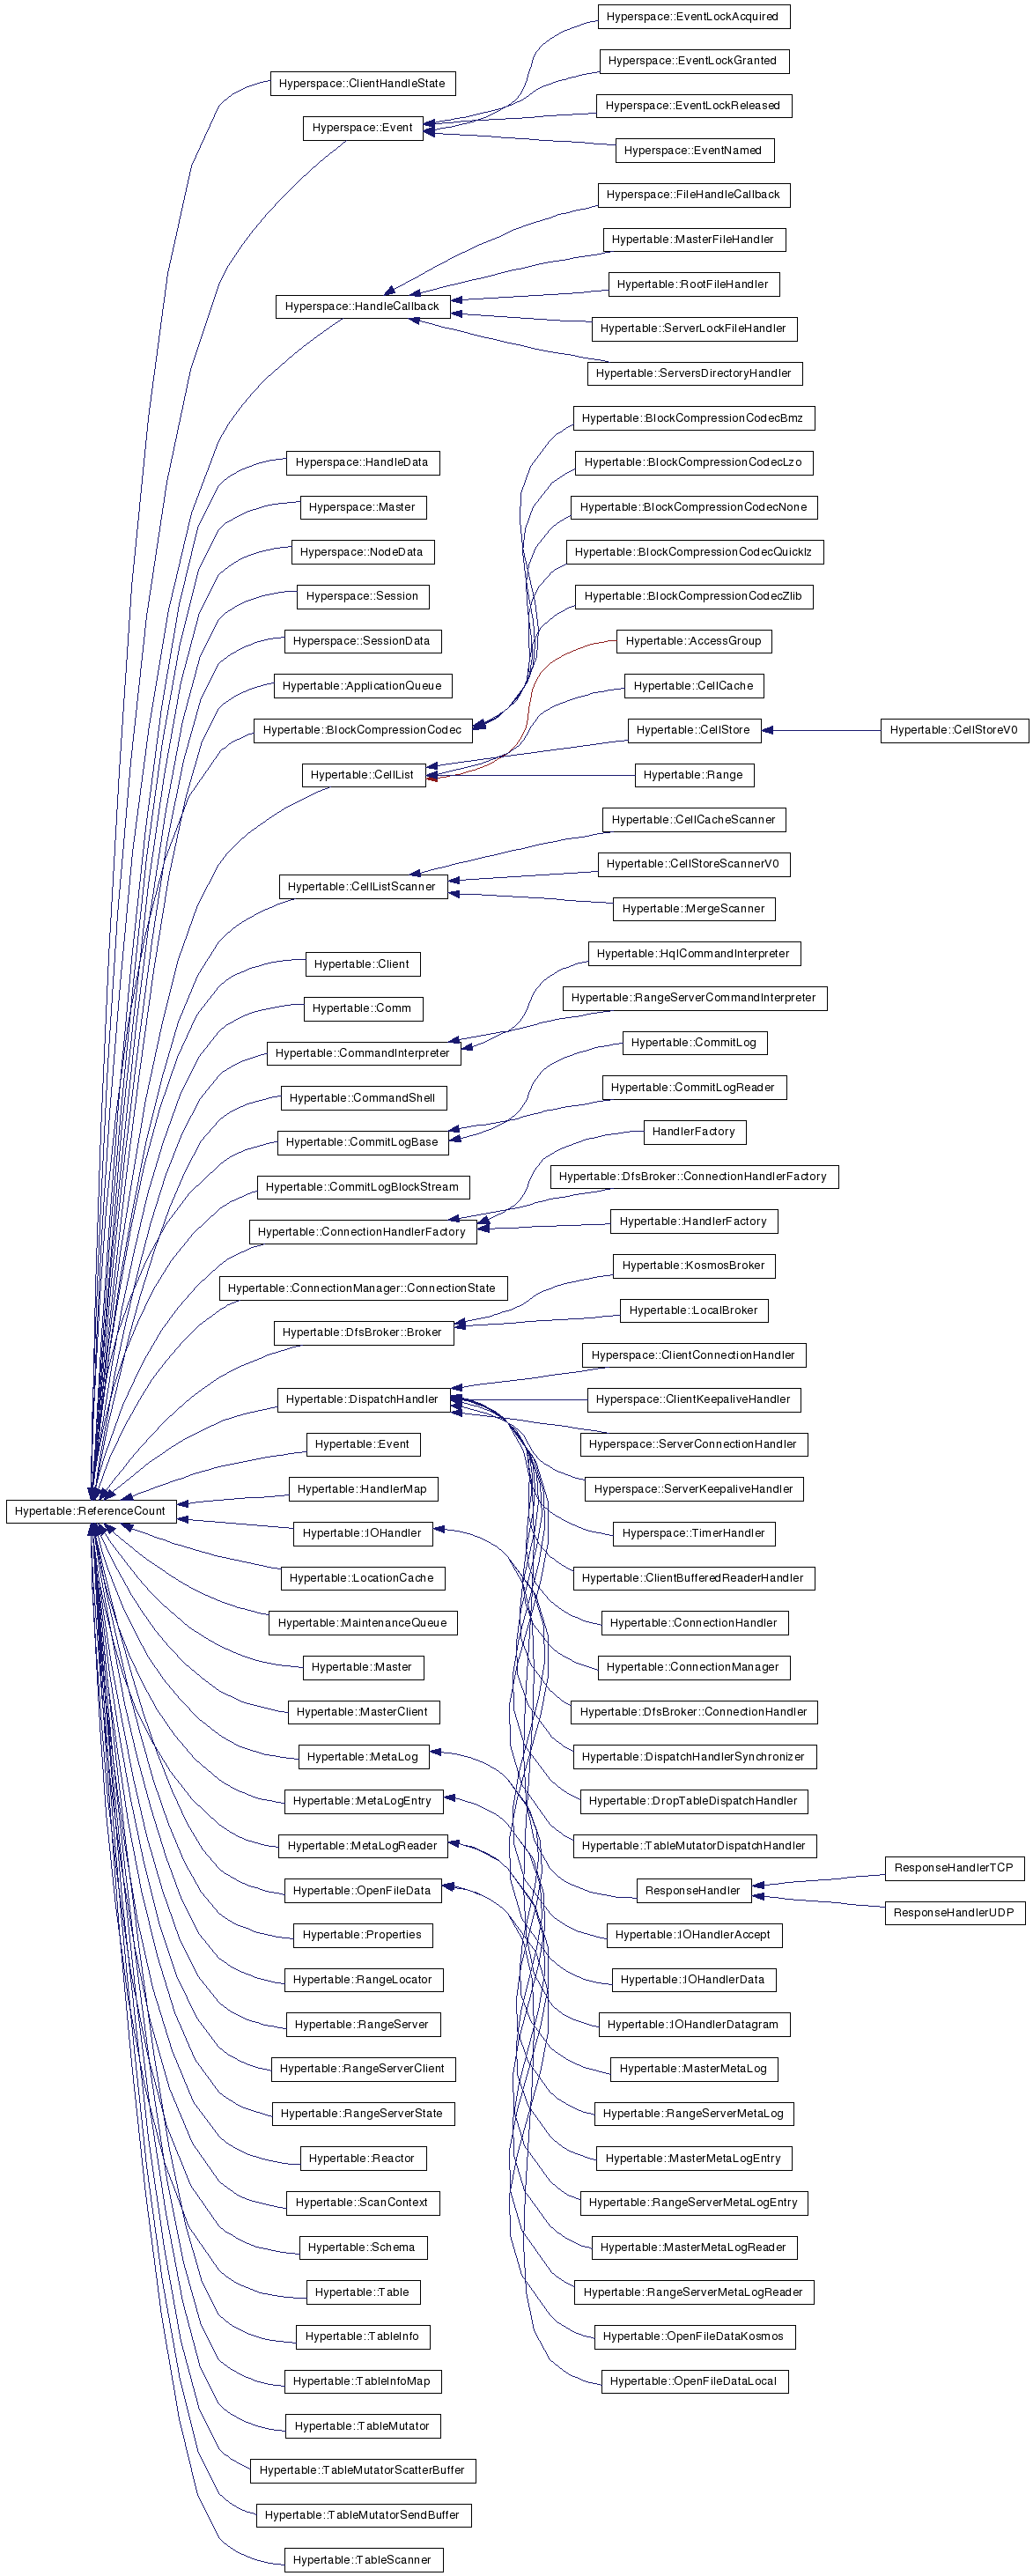 Hyperspace::EventLockAcquired
Hyperspace::EventLockGranted
Hyperspace::ClientHandleState
Hyperspace::EventLockReleased
Hyperspace::Event
Hyperspace::EventNamed
Hyperspace::FileHandleCallback
Hypertable::MasterFileHandler
Hypertable::RootFileHandler
Hyperspace::HandleCallback
Hypertable::ServerLockFileHandler
Hypertable::ServersDirectoryHandler
Hypertable::BlockCompressionCodecBmz
Hyperspace::HandleData
Hypertable::BlockCompressionCodecLzo
Hyperspace::Master
Hypertable::BlockCompressionCodecNone
Hyperspace::NodeData
Hypertable::BlockCompressionCodecQuicklz
Hyperspace::Session
Hypertable::BlockCompressionCodecZlib
Hyperspace::SessionData
Hypertable::AccessGroup
Hypertable::ApplicationQueue
Hypertable::CellCache
Hypertable::BlockCompressionCodec
Hypertable::CellStore
Hypertable::CellStoreV0
Hypertable::CellList
Hypertable::Range
Hypertable::CellCacheScanner
Hypertable::CellStoreScannerV0
Hypertable::CellListScanner
Hypertable::MergeScanner
Hypertable::HqlCommandInterpreter
Hypertable::Client
Hypertable::RangeServerCommandInterpreter
Hypertable::Comm
Hypertable::CommitLog
Hypertable::CommandInterpreter
Hypertable::CommitLogReader
Hypertable::CommandShell
HandlerFactory
Hypertable::CommitLogBase
Hypertable::DfsBroker::ConnectionHandlerFactory
Hypertable::CommitLogBlockStream
Hypertable::HandlerFactory
Hypertable::ConnectionHandlerFactory
Hypertable::KosmosBroker
Hypertable::ConnectionManager::ConnectionState
Hypertable::LocalBroker
Hypertable::DfsBroker::Broker
Hyperspace::ClientConnectionHandler
Hypertable::DispatchHandler
Hyperspace::ClientKeepaliveHandler
Hypertable::Event
Hyperspace::ServerConnectionHandler
Hypertable::HandlerMap
Hyperspace::ServerKeepaliveHandler
Hypertable::ReferenceCount
Hypertable::IOHandler
Hyperspace::TimerHandler
Hypertable::LocationCache
Hypertable::ClientBufferedReaderHandler
Hypertable::MaintenanceQueue
Hypertable::ConnectionHandler
Hypertable::Master
Hypertable::ConnectionManager
Hypertable::MasterClient
Hypertable::DfsBroker::ConnectionHandler
Hypertable::MetaLog
Hypertable::DispatchHandlerSynchronizer
Hypertable::MetaLogEntry
Hypertable::DropTableDispatchHandler
Hypertable::MetaLogReader
Hypertable::TableMutatorDispatchHandler
ResponseHandlerTCP
Hypertable::OpenFileData
ResponseHandler
ResponseHandlerUDP
Hypertable::Properties
Hypertable::IOHandlerAccept
Hypertable::RangeLocator
Hypertable::IOHandlerData
Hypertable::RangeServer
Hypertable::IOHandlerDatagram
Hypertable::RangeServerClient
Hypertable::MasterMetaLog
Hypertable::RangeServerState
Hypertable::RangeServerMetaLog
Hypertable::Reactor
Hypertable::MasterMetaLogEntry
Hypertable::ScanContext
Hypertable::RangeServerMetaLogEntry
Hypertable::Schema
Hypertable::MasterMetaLogReader
Hypertable::Table
Hypertable::RangeServerMetaLogReader
Hypertable::TableInfo
Hypertable::OpenFileDataKosmos
Hypertable::TableInfoMap
Hypertable::OpenFileDataLocal
Hypertable::TableMutator
Hypertable::TableMutatorScatterBuffer
Hypertable::TableMutatorSendBuffer
Hypertable::TableScanner